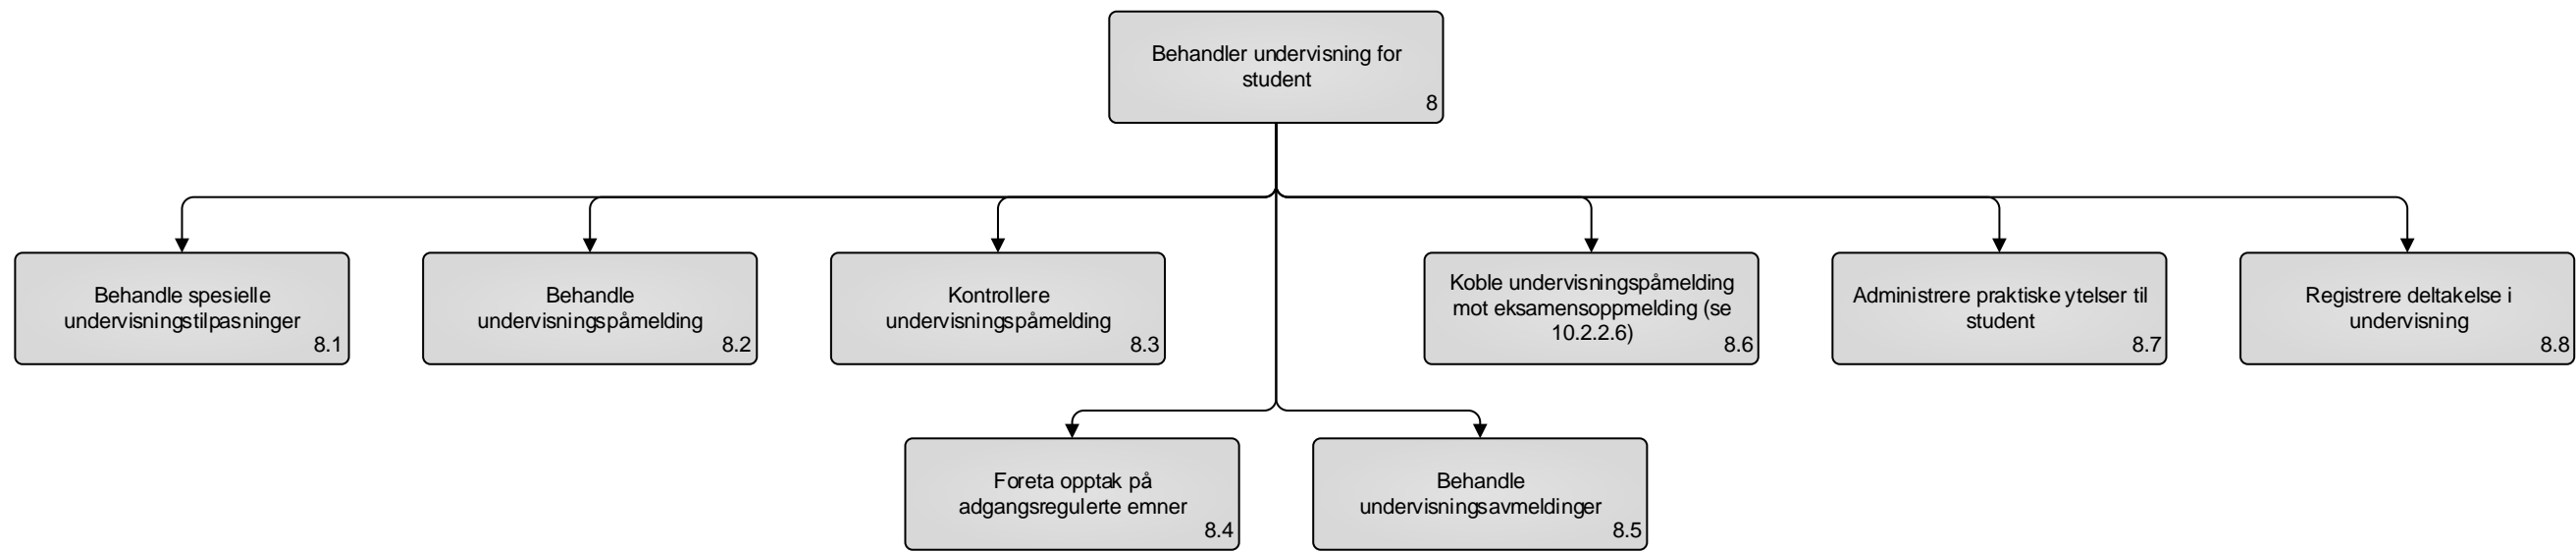 Behandler undervisning for
student
8
Behandle spesielle
undervisningstilpasninger
8.1
Behandle
undervisningspåmelding
8.2
Kontrollere
undervisningspåmelding
8.3
Koble undervisningspåmelding
mot eksamensoppmelding (se
10.2.2.6)
8.6
Administrere praktiske ytelser til
student
8.7
Registrere deltakelse i
undervisning
8.8
Foreta opptak på
adgangsregulerte emner
8.4
Behandle
undervisningsavmeldinger
8.5